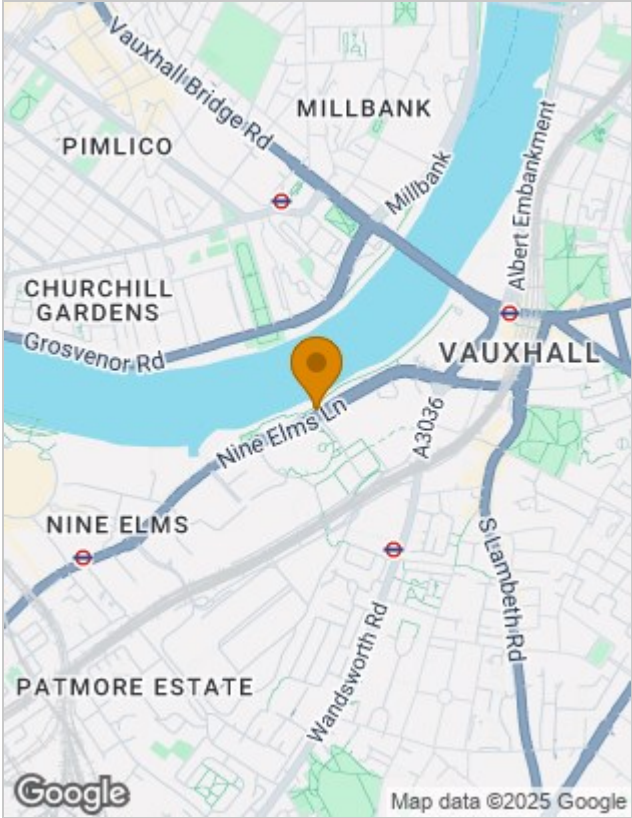 Vauxhall Bridge Rd
MILLBANK
PIMLICO
Millbank
Albert Embankment
CHURCHILL
GARDENS
Grosvenor Rd
VAUXHALL
Nine Elms Ln
A3036
NINE ELMS
S Lambeth Rd
Wandsworth Rd
PATMORE ESTATE
Google
Map data ©2025 Google